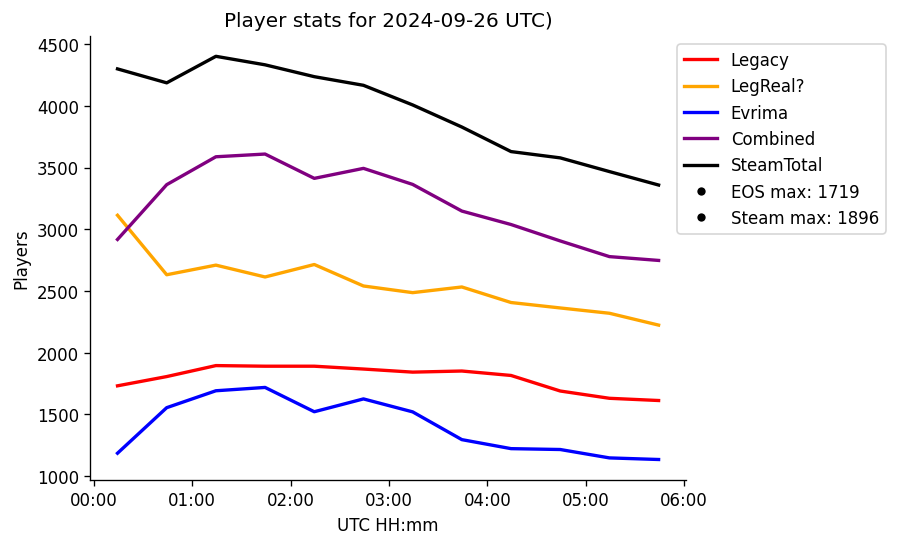 Player stats for 2024-09-26 UTC)
4500
4000
3500
3000
2500
2000
1500
1000
Players
00:00 01:00 02:00 03:00 04:00 05:00 06:00
UTC HH:mm
Legacy
LegReal?
Evrima
Combined
SteamTotal
EOS max: 1719
Steam max: 1896